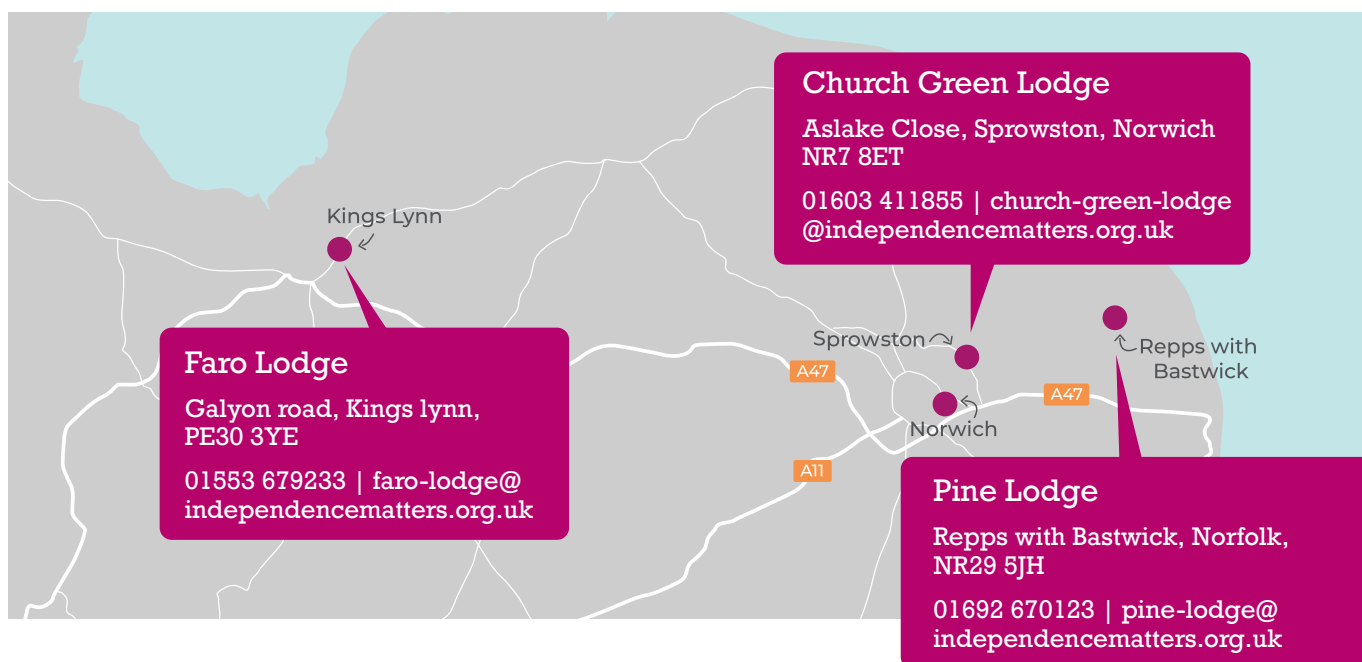 Church Green Lodge
Aslake Close, Sprowston, Norwich
NR7 8ET
01603 411855 | church-green-lodge
@independencematters.org.uk
Kings Lynn
Faro Lodge
Galyon road, Kings lynn,
PE30 3YE
01553 679233 | faro-lodge@
independencematters.org.uk
Sprowston
Repps with
Bastwick
A47
A47
Norwich
A11
Pine Lodge
Repps with Bastwick, Norfolk,
NR29 5JH
01692 670123 | pine-lodge@
independencematters.org.uk